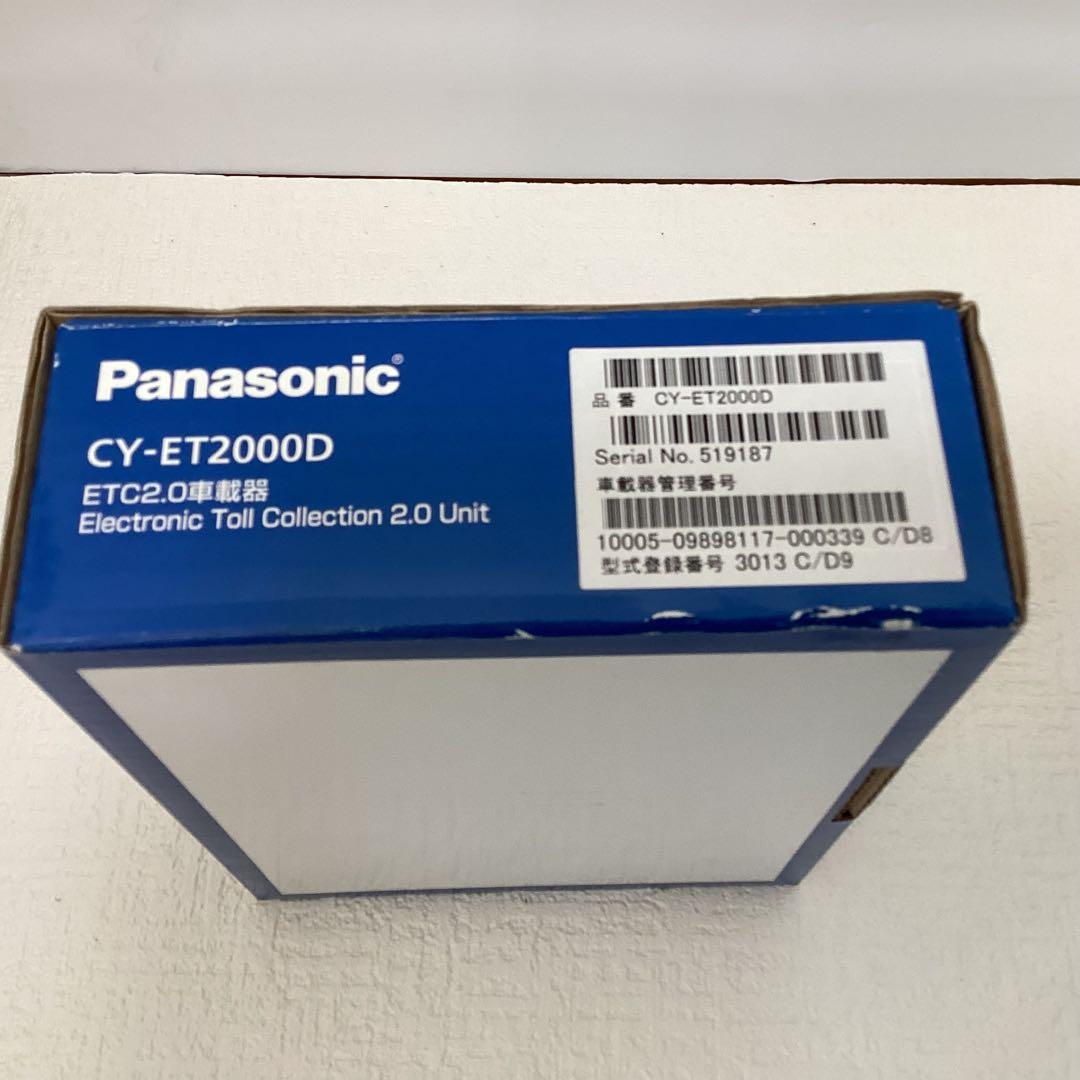 Panasonic®
CY-ET2000D
ETC2.0車載器
Electronic Toll Collection 2.0 Unit
品番 CY-ET2000D
Serial No. 519187
車載器管理番号
10005-09898117-000339 C/D8
型式登録番号 3013 C/D9